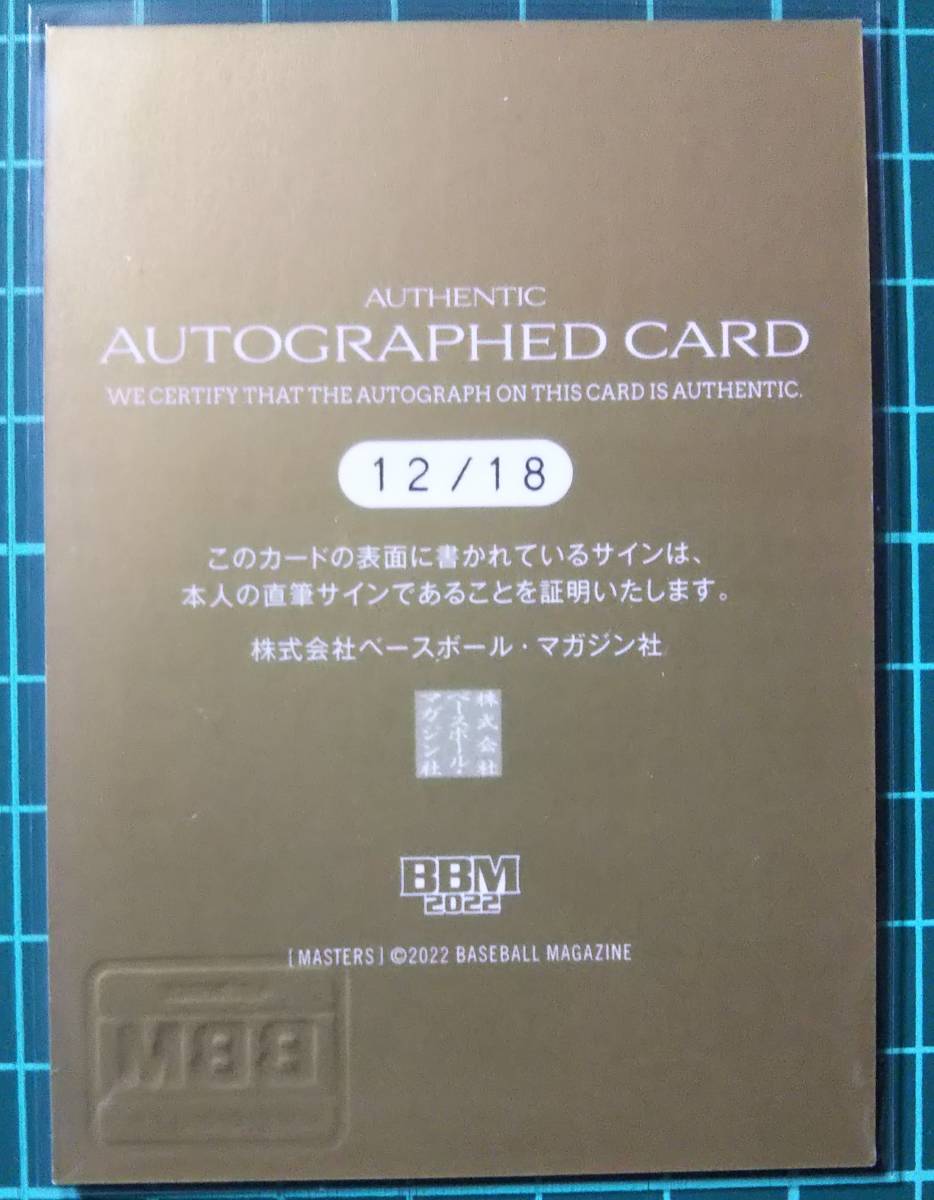 AUTHENTIC
AUTOGRAPHED CARD
WE CERTIFY THAT THE AUTOGRAPH ON THIS CARD IS AUTHENTIC.
12/18
このカードの表面に書かれているサインは、
本人の直筆サインであることを証明いたします。
株式会社ベースボール・マガジン社
株式会社
ベースボール・
マガジン社
BBM
2022
[MASTERS] ©2022 BASEBALL MAGAZINE
BBM